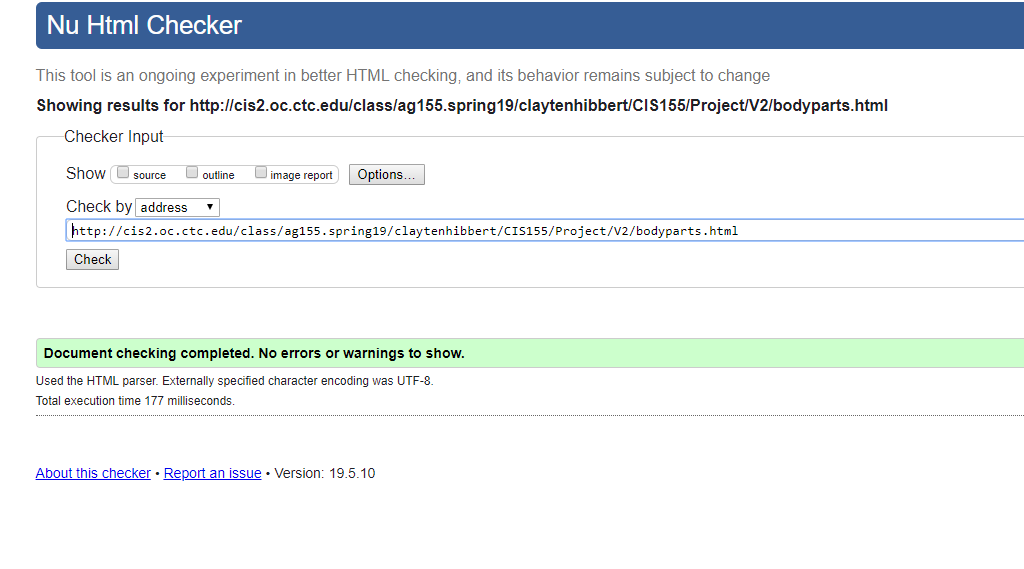 Nu Html Checker
This tool is an ongoing experiment in better HTML checking, and its behavior remains subject to change
Showing results for http://cis2.oc.ctc.edu/class/ag155.spring19/claytenhibbert/CIS155/Project/V2/bodyparts.html
Checker Input
Show source outline image report Options...
Check by address
http://cis2.oc.ctc.edu/class/ag155.spring19/claytenhibbert/CIS155/Project/V2/bodyparts.html
Check
Document checking completed. No errors or warnings to show.
Used the HTML parser. Externally specified character encoding was UTF-8.
Total execution time 177 milliseconds.
About this checker • Report an issue • Version: 19.5.10